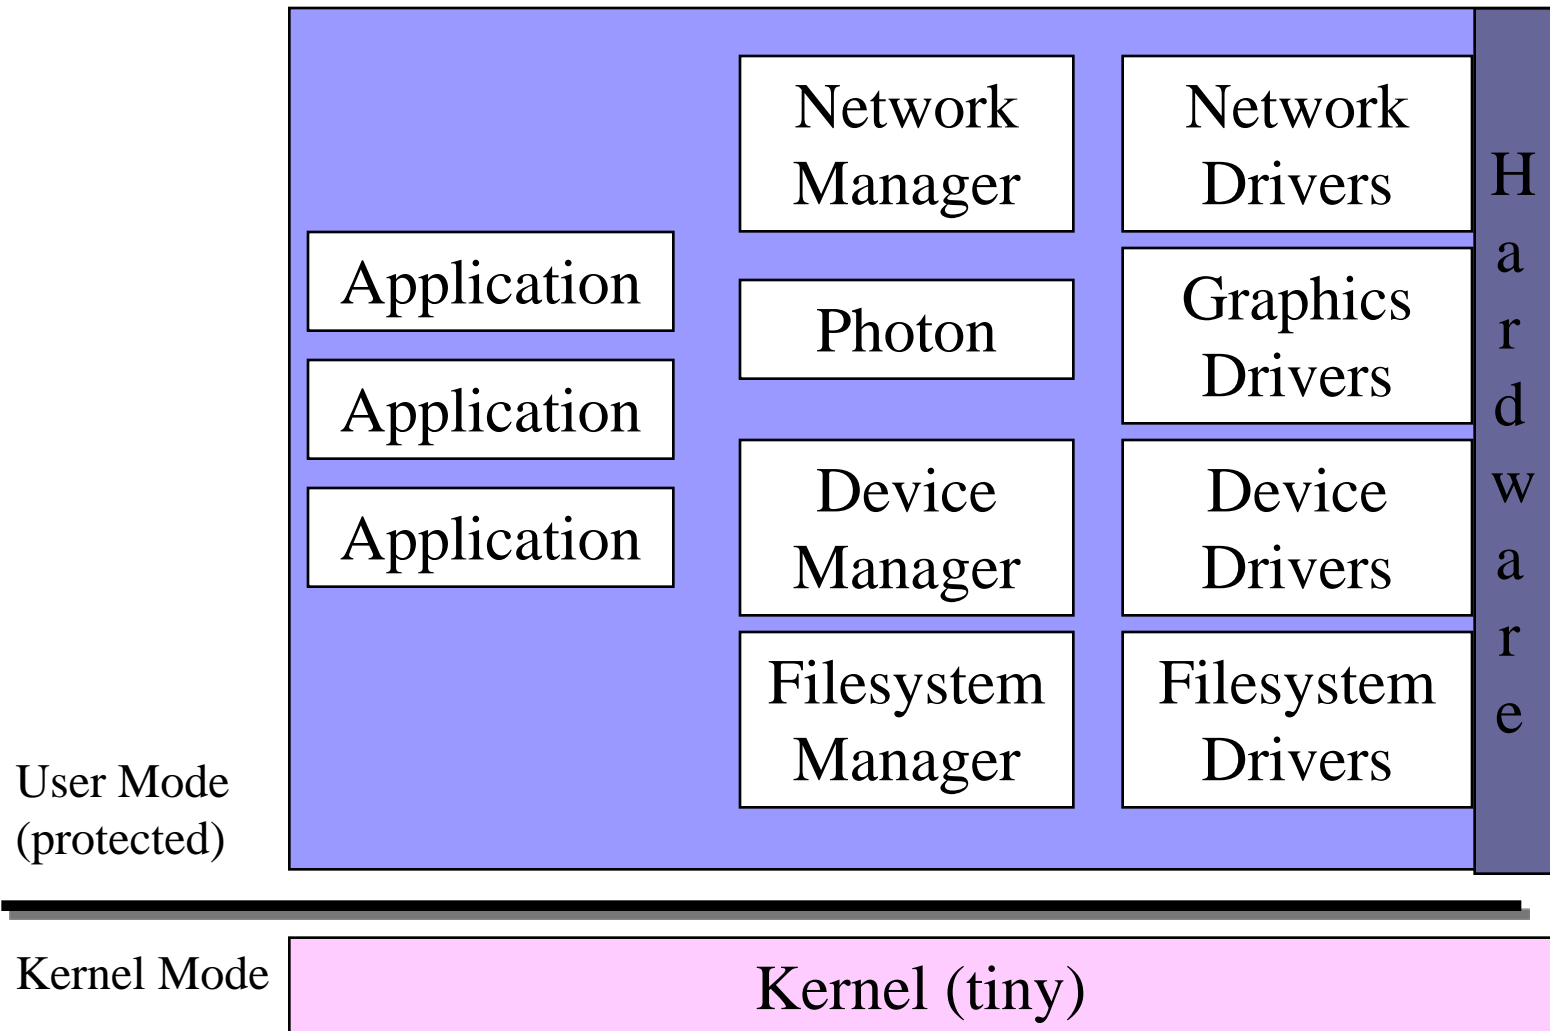 Network
Manager
Network
Drivers
Application
Photon
Graphics
Drivers
Application
Device
Manager
Device
Drivers
Application
Filesystem
Manager
Filesystem
Drivers
Hardware
User Mode
(protected)
Kernel Mode
Kernel (tiny)